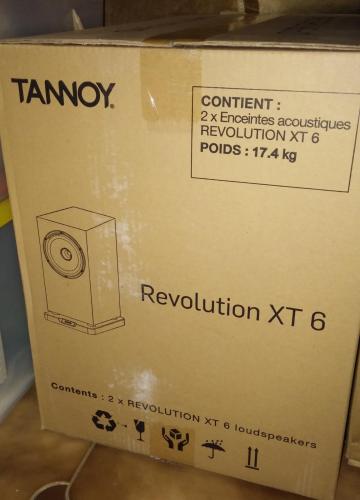 TANNOY®
CONTIENT :
2 x Enceintes acoustiques
REVOLUTION XT 6
POIDS : 17.4 kg
Revolution XT 6
Contents : 2 x REVOLUTION XT 6 loudspeakers